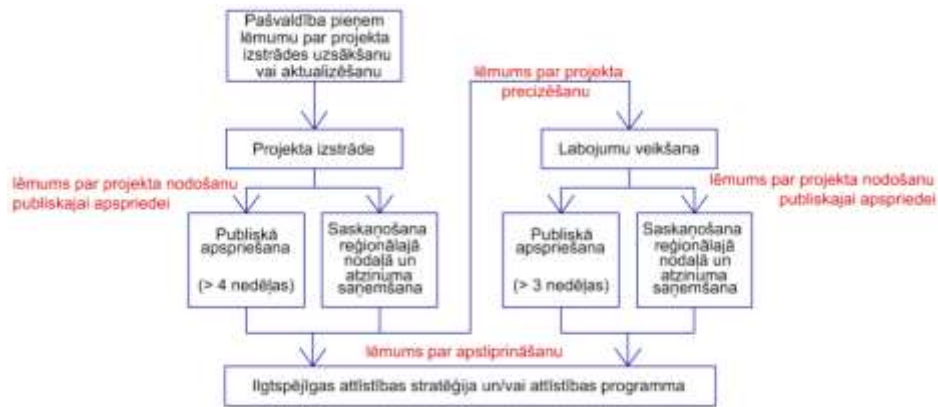 Pašvaldība pieņem
lēmumu par projekta
izstrādes uzsākšanu
vai aktualizēšanu
lēmums par projekta
precizēšanu
Projekta izstrāde
Labojumu veikšana
lēmums par projekta nodošanu
publiskajai apspriedei
lēmums par projekta nodošanu
publiskajai apspriedei
Publiskā
apspriešana
(> 4 nedēļas)
Saskaņošana
reģionālajā
nodaļā un
atzinuma
saņemšana
Publiskā
apspriešana
(> 3 nedēļas)
Saskaņošana
reģionālajā
nodaļā un
atzinuma
saņemšana
lēmums par apstiprināšanu
Ilgtspējīgas attīstības stratēģija un/vai attīstības programma